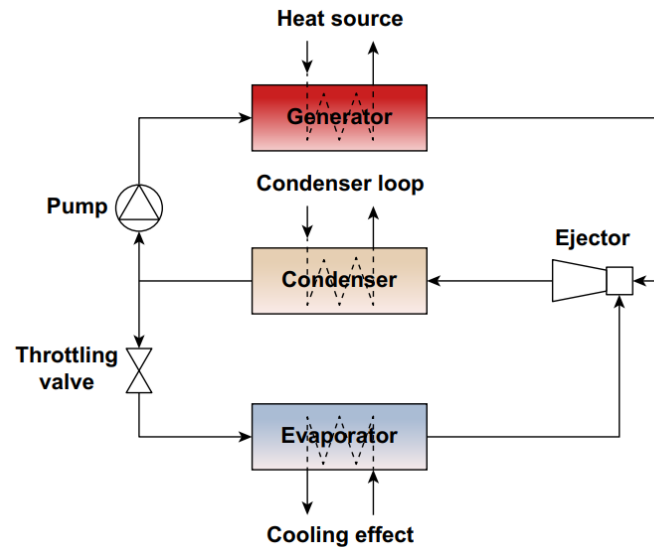 Heat source
Generator
Condenser loop
Pump
Ejector
Condenser
Throttling
valve
Evaporator
Cooling effect